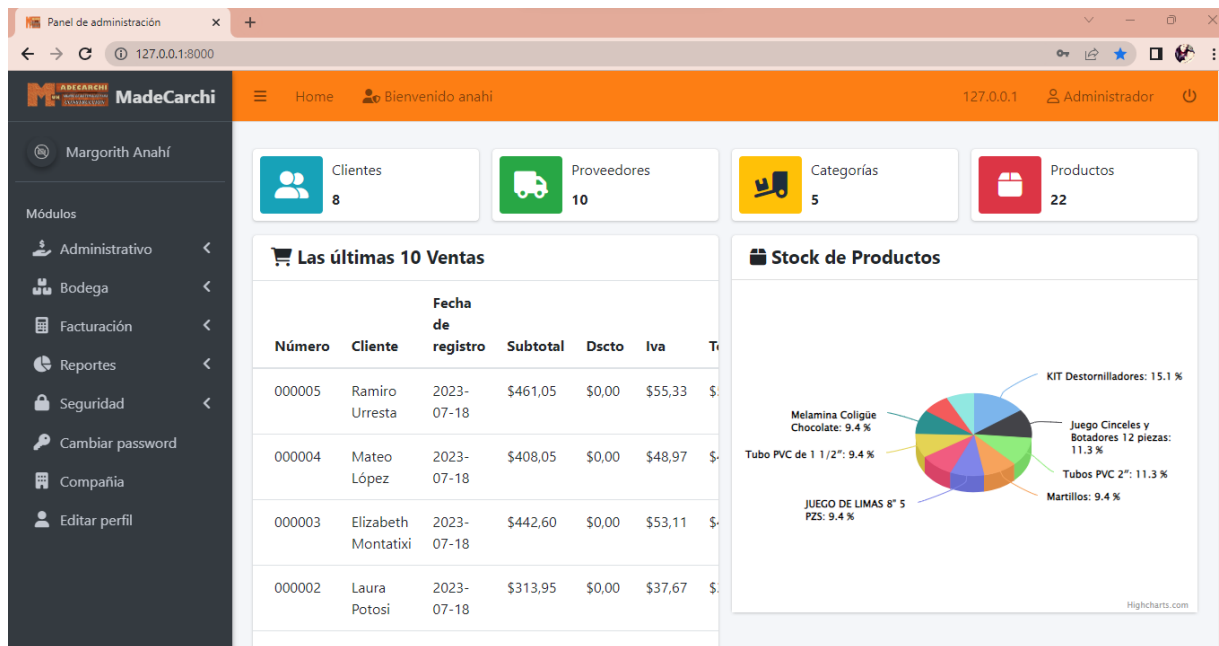 Panel de administración
127.0.0.1:8000
ADECARCHI
MadeCarchi
Home
Bienvenido anahi
127.0.0.1
Administrador
Margorith Anahí
Módulos
Administrativo
Bodega
Facturación
Reportes
Seguridad
Cambiar password
Compañia
Editar perfil
Clientes
8
Proveedores
10
Categorías
5
Productos
22
Las últimas 10 Ventas
Fecha
de
Número Cliente registro Subtotal Dscto Iva
000005 Ramiro 2023- $461,05 $0,00 $55,33
Urresta 07-18
000004 Mateo 2023- $408,05 $0,00 $48,97
López 07-18
000003 Elizabeth 2023- $442,60 $0,00 $53,11
Montatixi 07-18
000002 Laura 2023- $313,95 $0,00 $37,67
Potosi 07-18
Stock de Productos
KIT Destornilladores: 15.1 %
Juego Cinceles y
Botadores 12 piezas:
11.3 %
Tubos PVC 2": 11.3 %
Martillos: 9.4 %
JUEGO DE LIMAS 8" 5
PZS: 9.4 %
Tubo PVC de 1 1/2": 9.4 %
Melamina Coligüe
Chocolate: 9.4 %
Highcharts.com